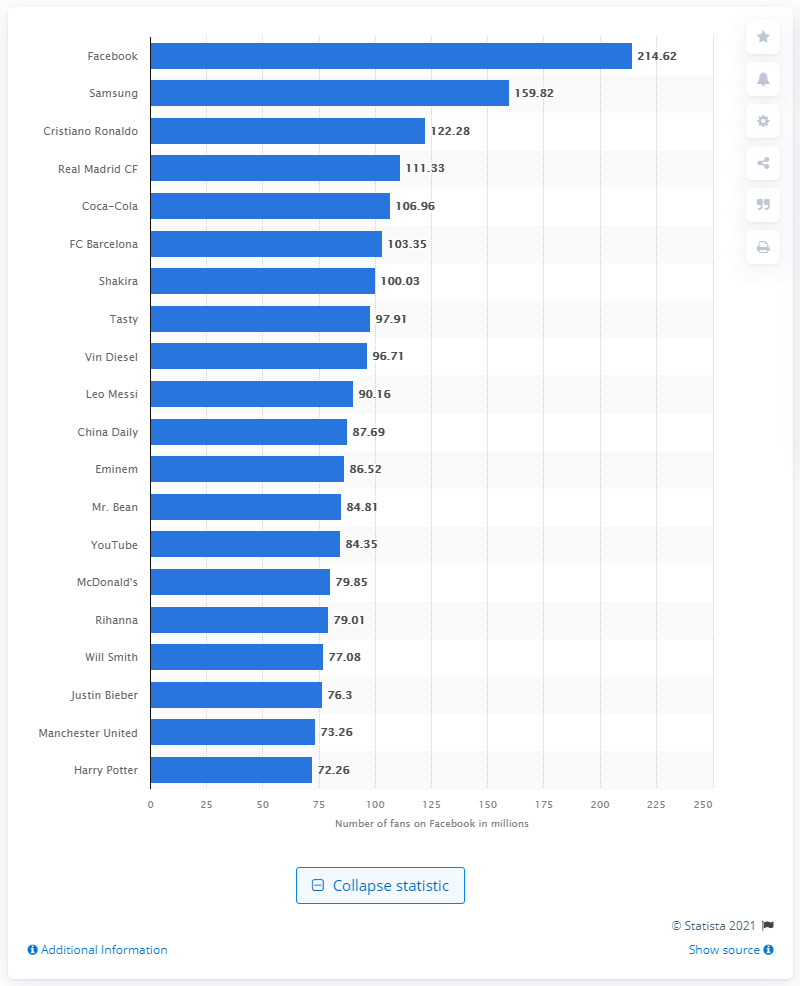 Facebook 214.62
Samsung 159.82
Cristiano Ronaldo 122.28
Real Madrid CF 111.33
Coca-Cola 106.96
FC Barcelona 103.35
Shakira 100.03
Tasty 97.91
Vin Diesel 96.71
Leo Messi 90.16
China Daily 87.69
Eminem 86.52
Mr. Bean 84.81
YouTube 84.35
McDonald's 79.85
Rihanna 79.01
Will Smith 77.08
Justin Bieber 76.3
Manchester United 73.26
Harry Potter 72.26
0 25 50 75 100 125 150 175 200 225 250
Number of fans on Facebook in millions
Collapse statistic
© Statista 2021
Additional Information Show source